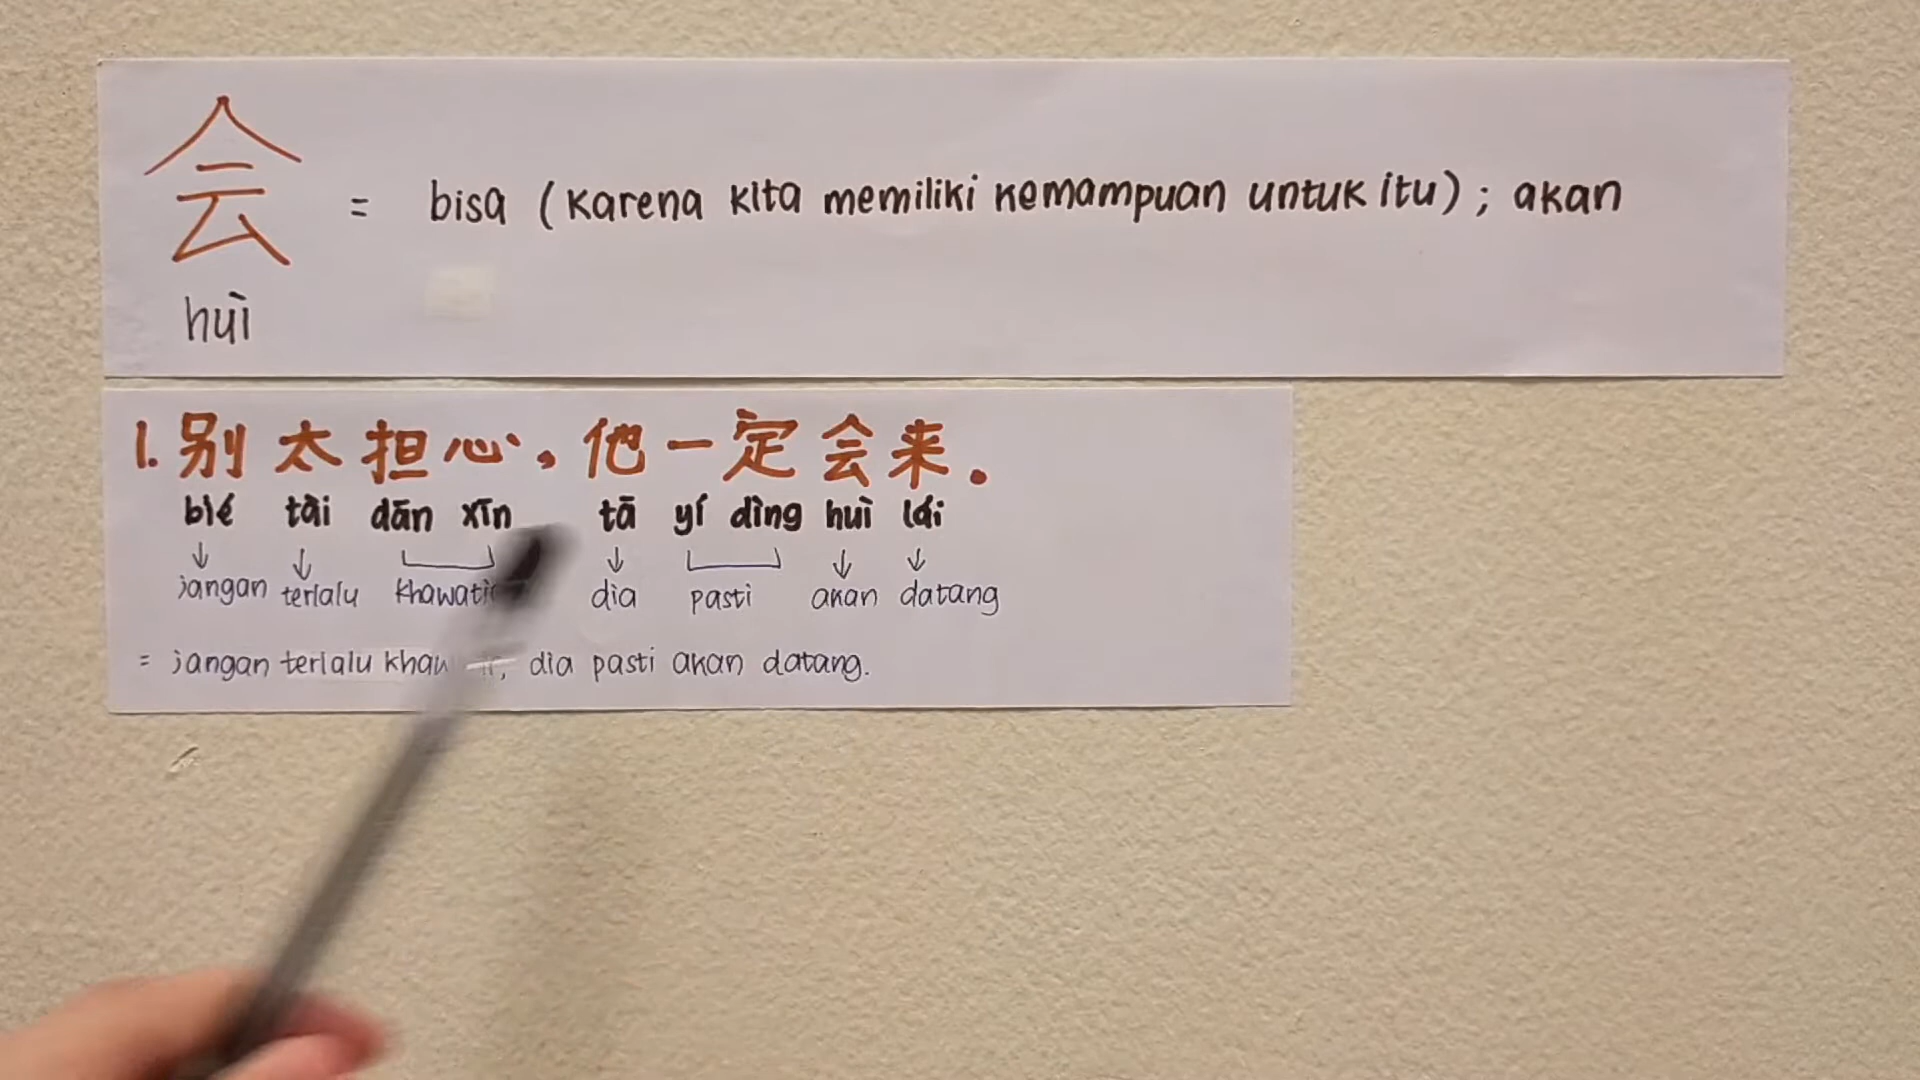 会 = bisa (karena kita memiliki kemampuan untuk itu) ; akan
huì
1. 别太担心，他一定会来。
bié tài dān xīn tā yí dìng huì lái
jangan terlalu dia pasti akan datang
= jangan terlalu dia pasti akan datang.